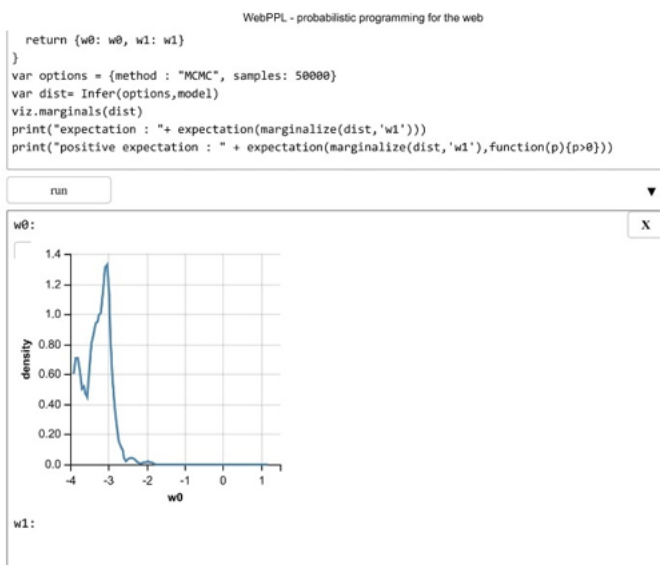 WebPPL - probabilistic programming for the web
return {w0: w0, w1: w1}
}
var options = {method : "MCMC", samples: 50000}
var dist= Infer(options,model)
viz.marginals(dist)
print("expectation : "+ expectation(marginalize(dist,'w1')))
print("positive expectation : " + expectation(marginalize(dist,'w1'),function(p){p>0}))
run
▼
w0:
X
1.4
1.2
1.0
0.80
0.60
0.40
0.20
0.0
density
-4 -3 -2 -1 0 1
w0
w1: